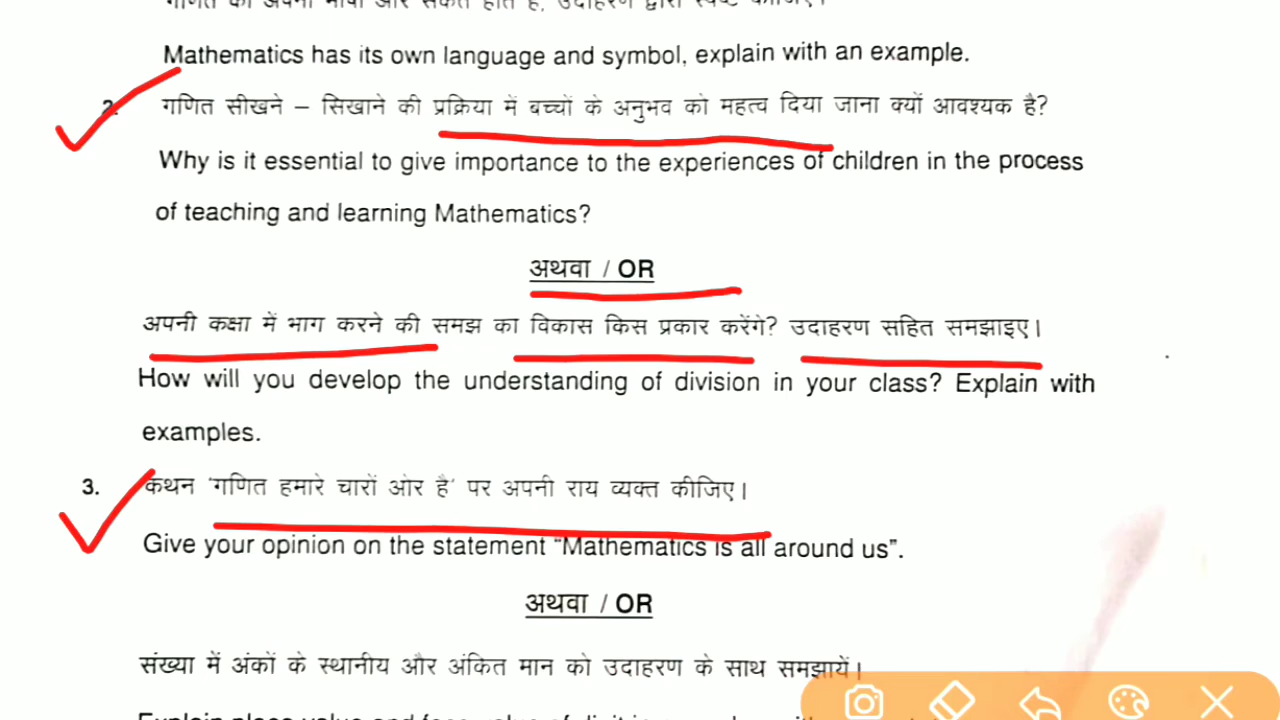 Mathematics has its own language and symbol, explain with an example.
2. गणित सीखने – सिखाने की प्रक्रिया में बच्चों के अनुभव को महत्व दिया जाना क्यों आवश्यक है?
Why is it essential to give importance to the experiences of children in the process
of teaching and learning Mathematics?
अथवा / OR
अपनी कक्षा में भाग करने की समझ का विकास किस प्रकार करेंगे? उदाहरण सहित समझाइए।
How will you develop the understanding of division in your class? Explain with
examples.
3. कथन 'गणित हमारे चारों ओर है' पर अपनी राय व्यक्त कीजिए।
Give your opinion on the statement "Mathematics is all around us".
अथवा / OR
संख्या में अंकों के स्थानीय और अंकित मान को उदाहरण के साथ समझायें।